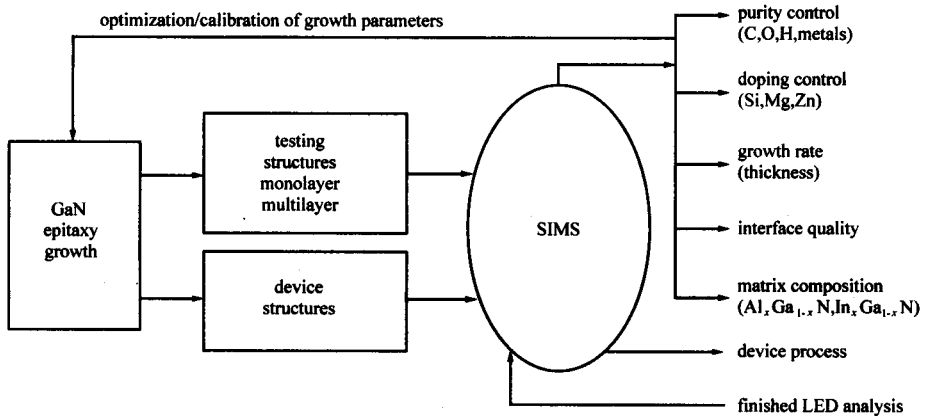 optimization/calibration of growth parameters
purity control
(C,O,H,metals)
doping control
(Si,Mg,Zn)
growth rate
(thickness)
interface quality
matrix composition
(AlₓGa₁₋ₓN,InₓGa₁₋ₓN)
device process
finished LED analysis
GaN
epitaxy
growth
testing
structures
monolayer
multilayer
device
structures
SIMS